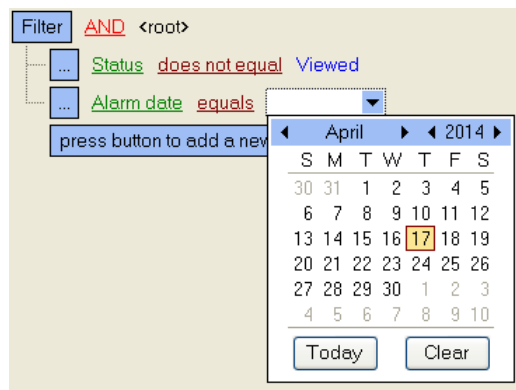 Filter AND <root>
... Status does not equal Viewed
... Alarm date equals
press button to add a new
April 2014
S M T W T F S
30 31 1 2 3 4 5
6 7 8 9 10 11 12
13 14 15 16 17 18 19
20 21 22 23 24 25 26
27 28 29 30 1 2 3
4 5 6 7 8 9 10
Today Clear